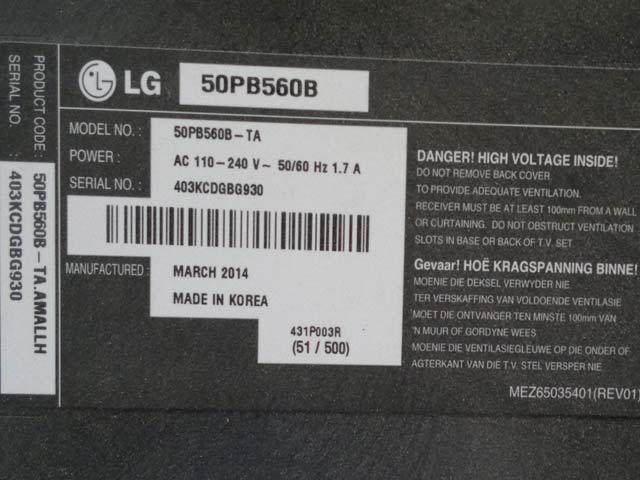 PRODUCT CODE : 50PB560B-TA.AMALLH
SERIAL NO. : 403KCDGBG930
LG 50PB560B
MODEL NO. : 50PB560B-TA
POWER : AC 110-240 V~ 50/60 Hz 1.7 A
SERIAL NO. : 403KCDGBG930
MANUFACTURED : MARCH 2014
MADE IN KOREA
431P003R
(51 / 500)
DANGER! HIGH VOLTAGE INSIDE!
DO NOT REMOVE BACK COVER.
TO PROVIDE ADEQUATE VENTILATION,
RECEIVER MUST BE AT LEAST 100mm FROM A WALL
OR CURTAINING. DO NOT OBSTRUCT VENTILATION
SLOTS IN BASE OR BACK OF T.V. SET.
Gevaar! HOË KRAGSPANNING BINNE!
MOENIE DIE DEKSEL VERWYDER NIE.
TER VERSKAFFING VAN VOLDOENDE VENTILASIE
MOET DIE ONTVANGER TEN MINSTE 100mm VAN
'N MUUR OF GORDYNE WEES
MOENIE DIE VENTILASIEGLEUWE OP DIE ONDER OF
AGTERKANT VAN DIE T.V. STEL VERSPER NIE.
MEZ65035401(REV01)